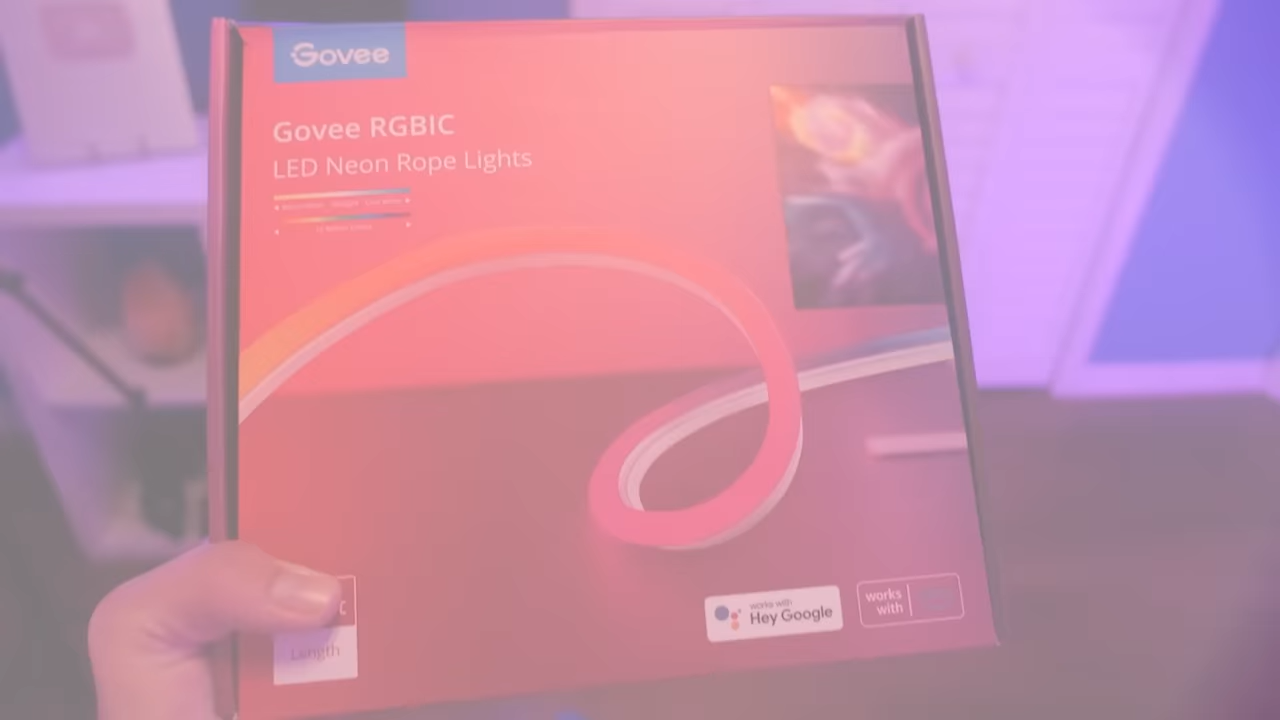 Govee
Govee RGBIC
LED Neon Rope Lights
works with
Hey Google
works
with
C
Length